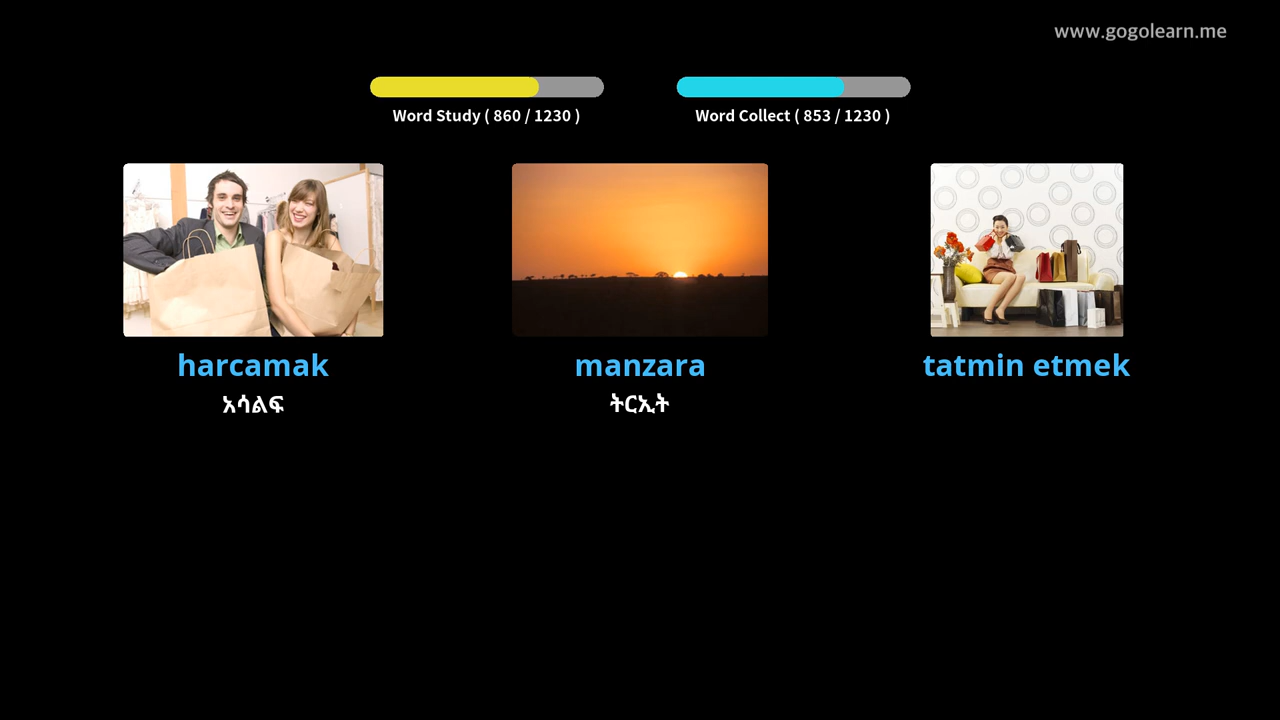 www.gogolearn.me
Word Study ( 860 / 1230 )
Word Collect ( 853 / 1230 )
harcamak
አሳልፍ
manzara
ትርኢት
tatmin etmek